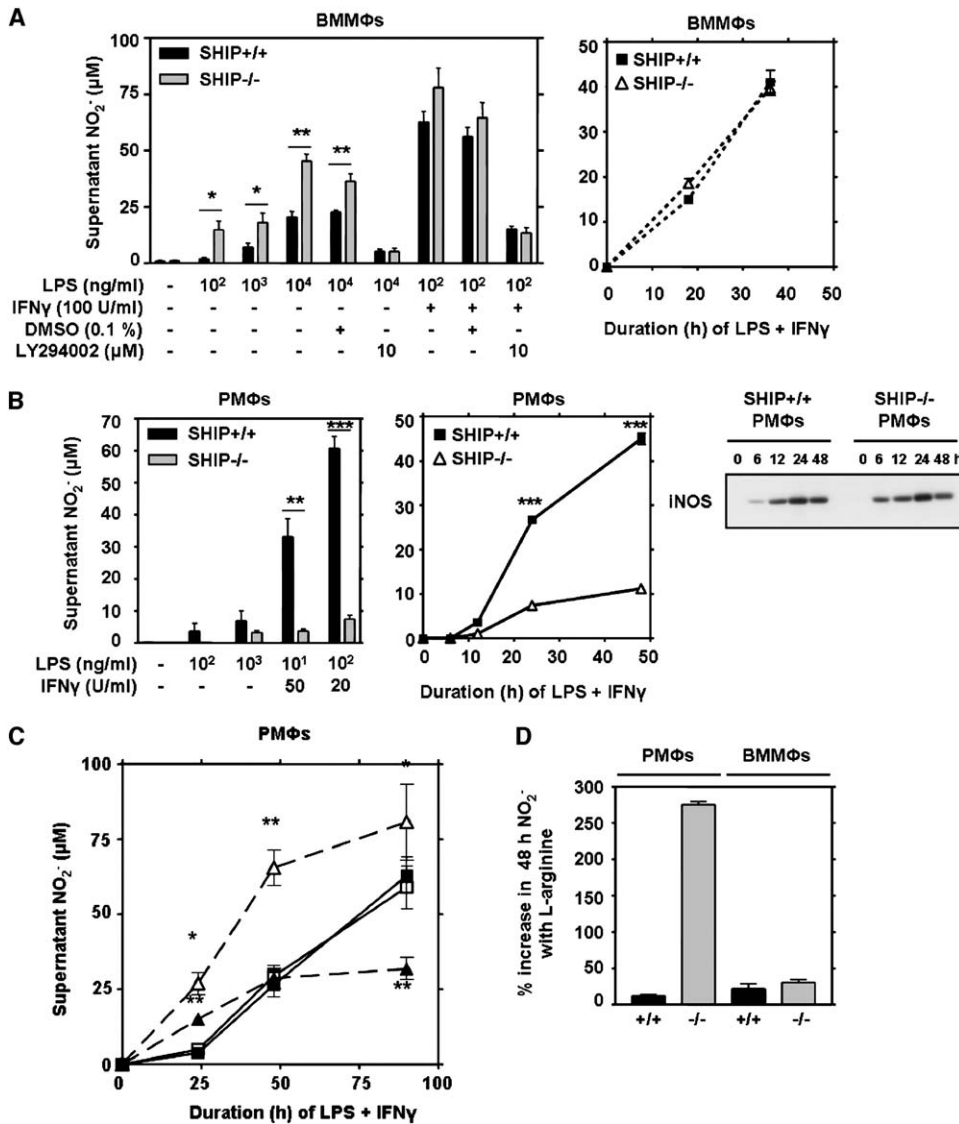 A
BMMΦs
100
75
50
25
0
Supernatant NO2- (μM)
SHIP+/+
SHIP-/-
* * ** **
LPS (ng/ml) - 10² 10³ 10⁴ 10⁴ 10⁴ 10² 10² 10²
IFNγ (100 U/ml) - - - - - - + + +
DMSO (0.1 %) - - - - + - - + -
LY294002 (μM) - - - - - 10 - - 10
BMMΦs
SHIP+/+
SHIP-/-
50
40
30
20
10
0
0 10 20 30 40 50
Duration (h) of LPS + IFNγ
B
PMΦs
70
60
50
40
30
20
10
0
Supernatant NO2- (μM)
SHIP+/+
SHIP-/-
** ***
LPS (ng/ml) - 10² 10³ 10¹ 10²
IFNγ (U/ml) - - - 50 20
PMΦs
SHIP+/+
SHIP-/-
*** ***
50
40
30
20
10
0
0 10 20 30 40 50
Duration (h) of LPS + IFNγ
SHIP+/+ SHIP-/-
PMΦs PMΦs
0 6 12 24 48 0 6 12 24 48 h
iNOS
C
PMΦs
100
75
50
25
0
Supernatant NO2- (μM)
* ** *
** **
0 25 50 75 100
Duration (h) of LPS + IFNγ
D
PMΦs BMMΦs
300
250
200
150
100
50
0
% increase in 48 h NO2-
with L-arginine
+/+ -/- +/+ -/-